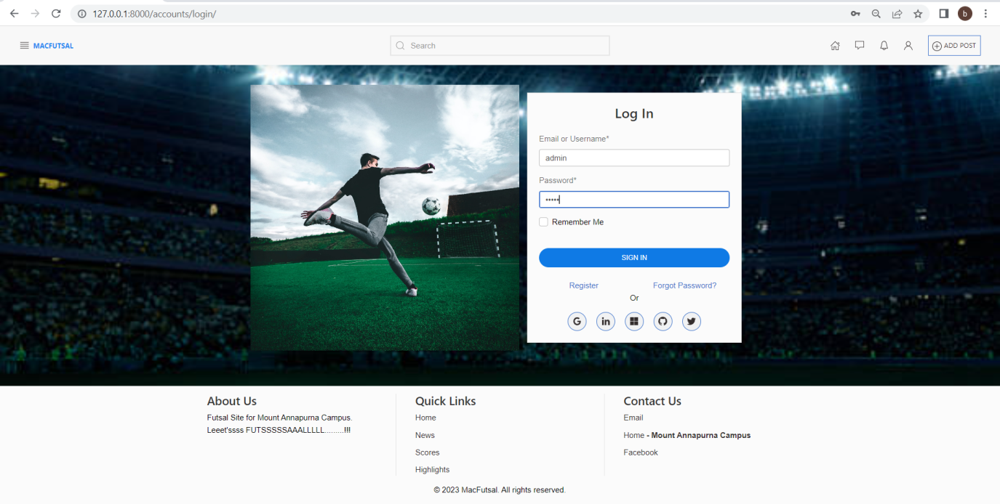 127.0.0.1:8000/accounts/login/
b
MACFUTSAL
Search
ADD POST
Log In
Email or Username*
admin
Password*
•••••
Remember Me
SIGN IN
Register
Forgot Password?
Or
G
in
About Us
Futsal Site for Mount Annapurna Campus.
Leeet'ssss FUTSSSSSAAALLLLL.........!!!
Quick Links
Home
News
Scores
Highlights
Contact Us
Email
Home - Mount Annapurna Campus
Facebook
© 2023 MacFutsal. All rights reserved.